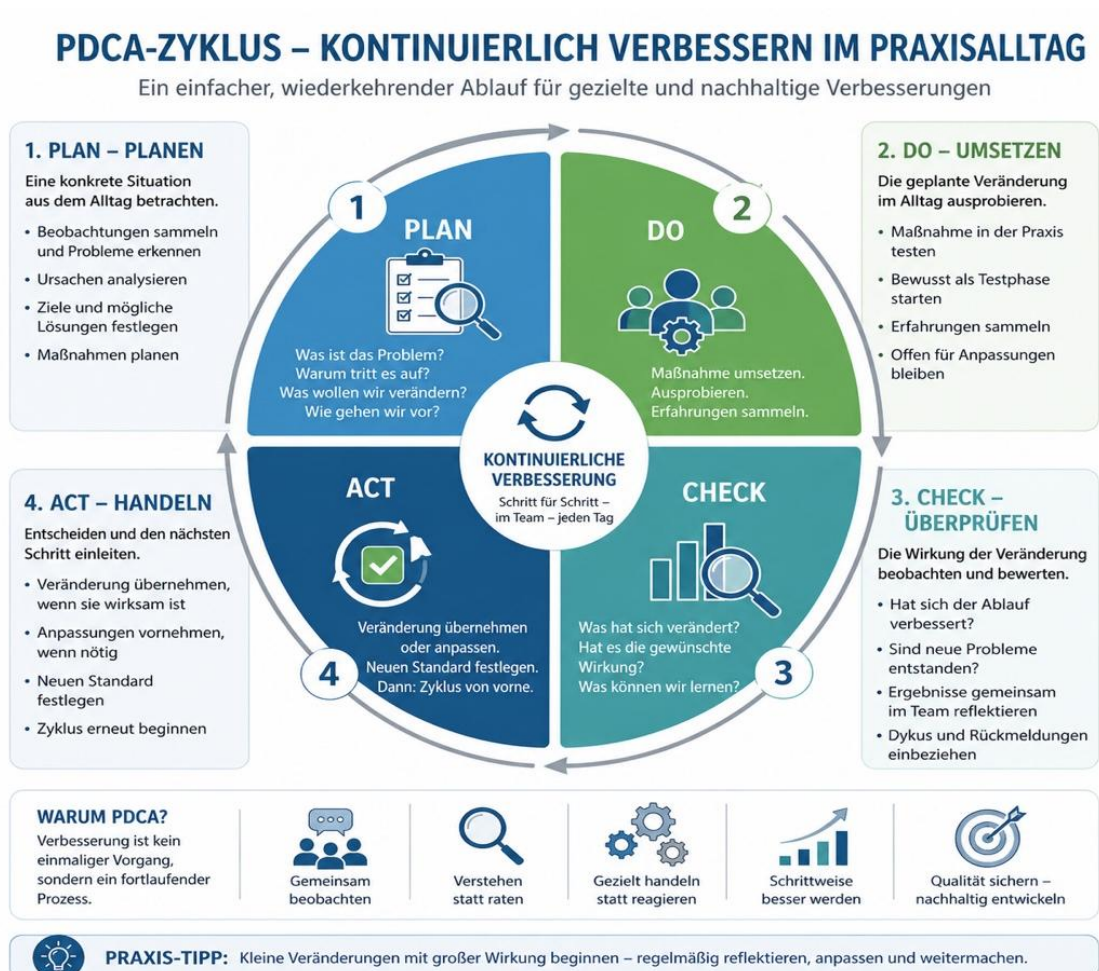 PDCA-ZYKLUS – KONTINUIERLICH VERBESSERN IM PRAXISALLTAG
Ein einfacher, wiederkehrender Ablauf für gezielte und nachhaltige Verbesserungen
1. PLAN – PLANEN
Eine konkrete Situation
aus dem Alltag betrachten.
• Beobachtungen sammeln
und Probleme erkennen
• Ursachen analysieren
• Ziele und mögliche
Lösungen festlegen
• Maßnahmen planen
1
PLAN
Was ist das Problem?
Warum tritt es auf?
Was wollen wir verändern?
Wie gehen wir vor?
2
DO
Maßnahme umsetzen.
Ausprobieren.
Erfahrungen sammeln.
2. DO – UMSETZEN
Die geplante Veränderung
im Alltag ausprobieren.
• Maßnahme in der Praxis
testen
• Bewusst als Testphase
starten
• Erfahrungen sammeln
• Offen für Anpassungen
bleiben
KONTINUIERLICHE
VERBESSERUNG
Schritt für Schritt –
im Team – jeden Tag
4. ACT – HANDELN
Entscheiden und den nächsten
Schritt einleiten.
• Veränderung übernehmen,
wenn sie wirksam ist
• Anpassungen vornehmen,
wenn nötig
• Neuen Standard
festlegen
• Zyklus erneut beginnen
ACT
Veränderung übernehmen
oder anpassen.
Neuen Standard festlegen.
Dann: Zyklus von vorne.
4
CHECK
Was hat sich verändert?
Hat es die gewünschte
Wirkung?
Was können wir lernen?
3
3. CHECK –
ÜBERPRÜFEN
Die Wirkung der Veränderung
beobachten und bewerten.
• Hat sich der Ablauf
verbessert?
• Sind neue Probleme
entstanden?
• Ergebnisse gemeinsam
im Team reflektieren
• Dykus und Rückmeldungen
einbeziehen
WARUM PDCA?
Verbesserung ist kein
einmaliger Vorgang,
sondern ein fortlaufender
Prozess.
Gemeinsam
beobachten
Verstehen
statt raten
Gezielt handeln
statt reagieren
Schrittweise
besser werden
Qualität sichern –
nachhaltig entwickeln
PRAXIS-TIPP: Kleine Veränderungen mit großer Wirkung beginnen – regelmäßig reflektieren, anpassen und weitermachen.